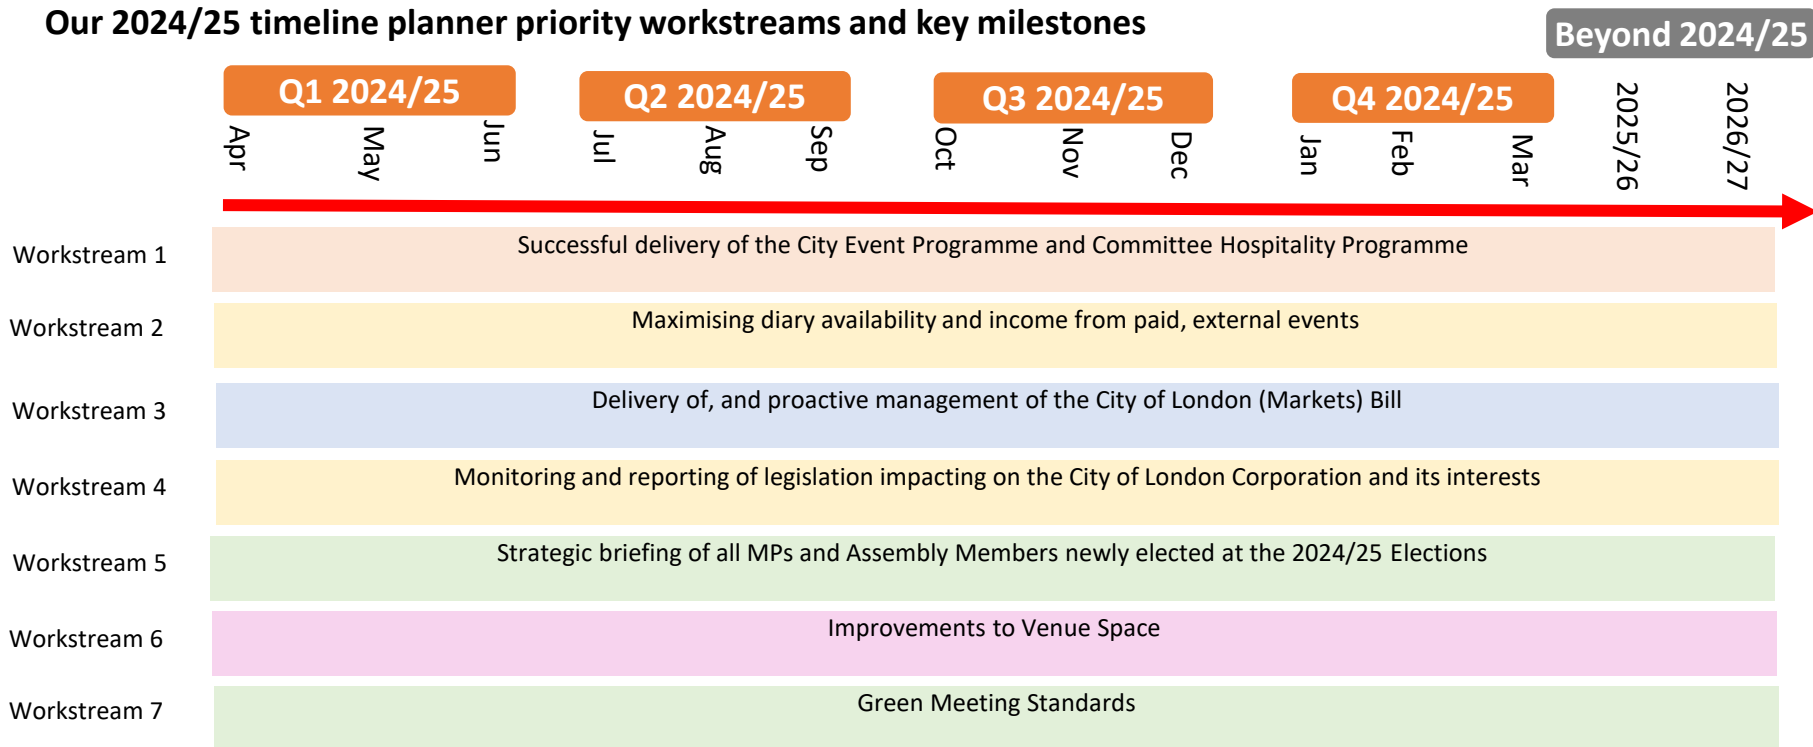 Our 2024/25 timeline planner priority workstreams and key milestones
Beyond 2024/25
Q1 2024/25
Q2 2024/25
Q3 2024/25
Q4 2024/25
Apr
May
Jun
Jul
Aug
Sep
Oct
Nov
Dec
Jan
Feb
Mar
2025/26
2026/27
Workstream 1
Successful delivery of the City Event Programme and Committee Hospitality Programme
Workstream 2
Maximising diary availability and income from paid, external events
Workstream 3
Delivery of, and proactive management of the City of London (Markets) Bill
Workstream 4
Monitoring and reporting of legislation impacting on the City of London Corporation and its interests
Workstream 5
Strategic briefing of all MPs and Assembly Members newly elected at the 2024/25 Elections
Workstream 6
Improvements to Venue Space
Workstream 7
Green Meeting Standards